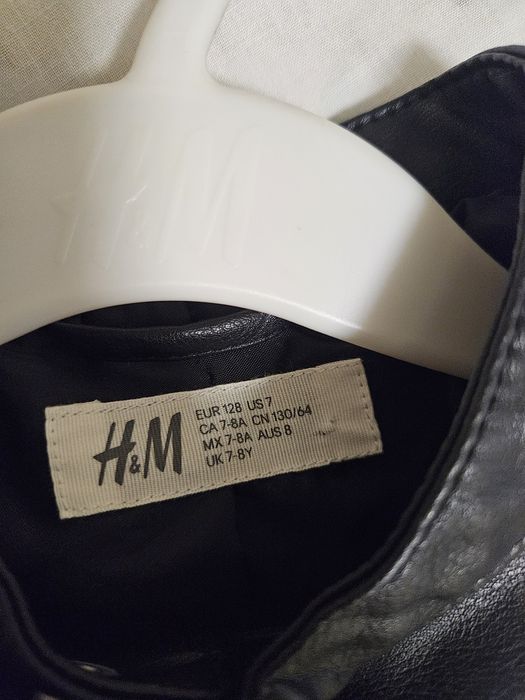 H&M
H&M
EUR 128 US 7
CA 7-8A CN 130/64
MX 7-8A AUS 8
UK 7-8Y